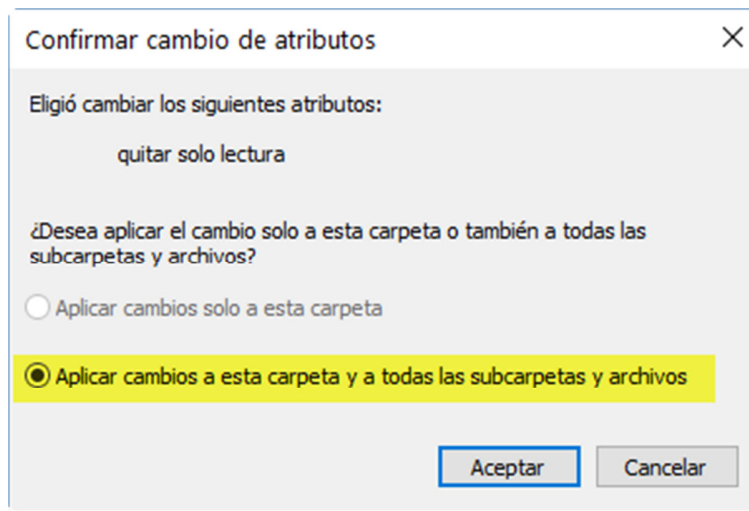 Confirmar cambio de atributos
Eligió cambiar los siguientes atributos:
quitar solo lectura
¿Desea aplicar el cambio solo a esta carpeta o también a todas las
subcarpetas y archivos?
Aplicar cambios solo a esta carpeta
Aplicar cambios a esta carpeta y a todas las subcarpetas y archivos
Aceptar
Cancelar